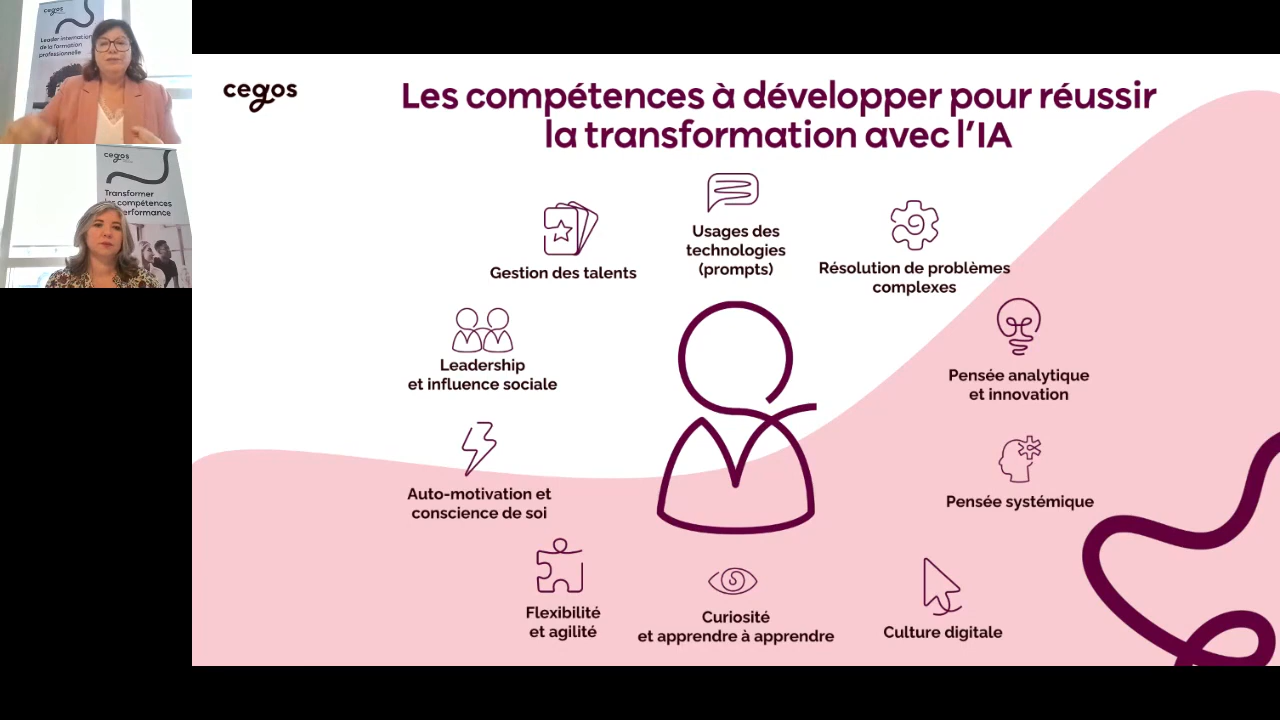 cegos
Leader internation
de la formation
professionnelle
cegos
Transformer
les compétences
performance
cegos
Les compétences à développer pour réussir
la transformation avec l'IA
Gestion des talents
Usages des
technologies
(prompts)
Résolution de problèmes
complexes
Leadership
et influence sociale
Pensée analytique
et innovation
Auto-motivation et
conscience de soi
Pensée systémique
Flexibilité
et agilité
Curiosité
et apprendre à apprendre
Culture digitale